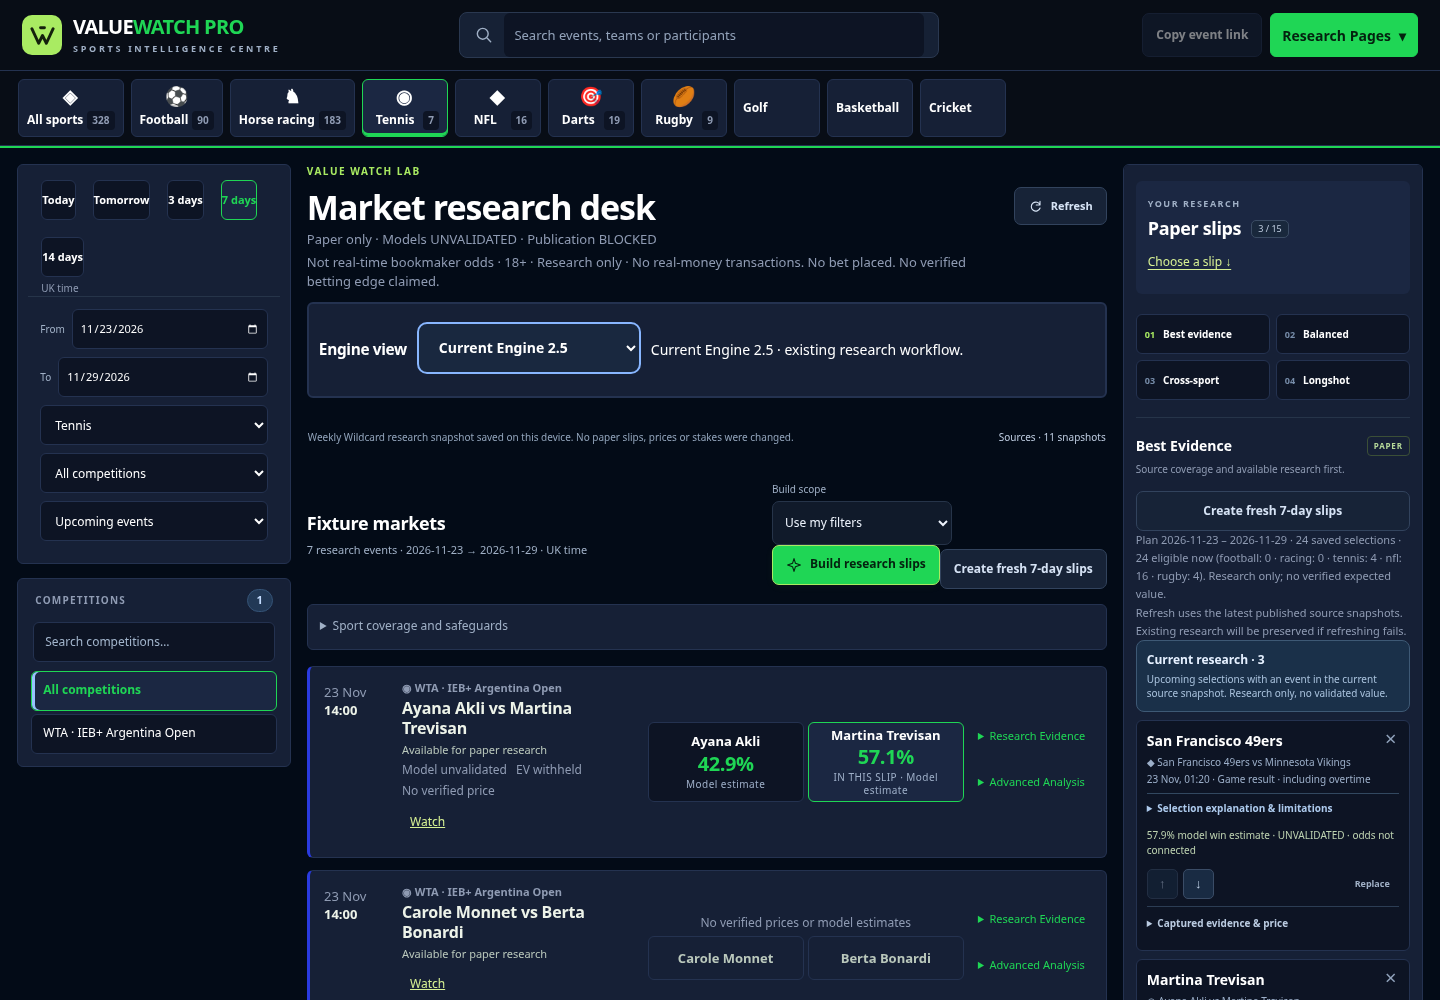 VALUEWATCH PRO
SPORTS INTELLIGENCE CENTRE
Search events, teams or participants
Copy event link
Research Pages ▾
All sports 328
Football 90
Horse racing 183
Tennis 7
NFL 16
Darts 19
Rugby 9
Golf
Basketball
Cricket
Today
Tomorrow
3 days
7 days
14 days
UK time
From 11/23/2026
To 11/29/2026
Tennis
All competitions
Upcoming events
COMPETITIONS 1
Search competitions...
All competitions
WTA · IEB+ Argentina Open
VALUE WATCH LAB
Market research desk
Refresh
Paper only · Models UNVALIDATED · Publication BLOCKED
Not real-time bookmaker odds · 18+ · Research only · No real-money transactions. No bet placed. No verified
betting edge claimed.
Engine view
Current Engine 2.5
Current Engine 2.5 · existing research workflow.
Weekly Wildcard research snapshot saved on this device. No paper slips, prices or stakes were changed.
Sources · 11 snapshots
Fixture markets
7 research events · 2026-11-23 → 2026-11-29 · UK time
Build scope
Use my filters
Build research slips
Create fresh 7-day slips
▶ Sport coverage and safeguards
23 Nov
14:00
◉ WTA · IEB+ Argentina Open
Ayana Akli vs Martina
Trevisan
Available for paper research
Model unvalidated EV withheld
No verified price
Watch
Ayana Akli
42.9%
Model estimate
Martina Trevisan
57.1%
IN THIS SLIP · Model
estimate
▶ Research Evidence
▶ Advanced Analysis
23 Nov
14:00
◉ WTA · IEB+ Argentina Open
Carole Monnet vs Berta
Bonardi
Available for paper research
Watch
No verified prices or model estimates
Carole Monnet
Berta Bonardi
▶ Research Evidence
▶ Advanced Analysis
YOUR RESEARCH
Paper slips 3 / 15
Choose a slip ↓
01 Best evidence
02 Balanced
03 Cross-sport
04 Longshot
Best Evidence PAPER
Source coverage and available research first.
Create fresh 7-day slips
Plan 2026-11-23 – 2026-11-29 · 24 saved selections ·
24 eligible now (football: 0 · racing: 0 · tennis: 4 · nfl:
16 · rugby: 4). Research only; no verified expected
value.
Refresh uses the latest published source snapshots.
Existing research will be preserved if refreshing fails.
Current research · 3
Upcoming selections with an event in the current
source snapshot. Research only, no validated value.
San Francisco 49ers ×
◆ San Francisco 49ers vs Minnesota Vikings
23 Nov, 01:20 · Game result · including overtime
▶ Selection explanation & limitations
57.9% model win estimate · UNVALIDATED · odds not
connected
↑ ↓ Replace
▶ Captured evidence & price
Martina Trevisan ×
◉ Ayana Akli vs Martina Trevisan